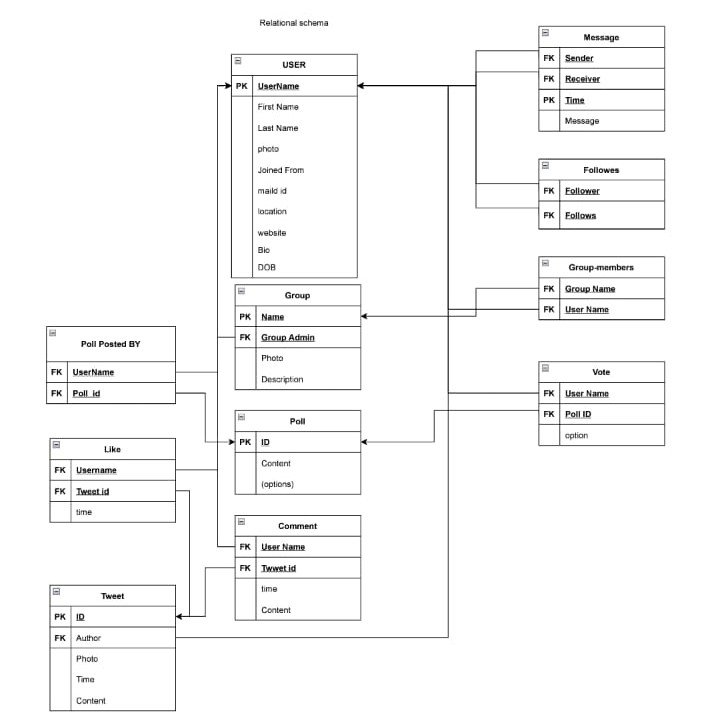 Relational schema
USER
PK UserName
First Name
Last Name
photo
Joined From
maild id
location
website
Bio
DOB
Message
FK Sender
FK Receiver
PK Time
Message
Followes
FK Follower
FK Follows
Group-members
FK Group Name
FK User Name
Group
PK Name
FK Group Admin
Photo
Description
Poll Posted BY
FK UserName
FK Poll_id
Vote
FK User Name
FK Poll ID
option
Poll
PK ID
Content
(options)
Like
FK Username
FK Tweet id
time
Comment
FK User Name
FK Twwet id
time
Content
Tweet
PK ID
FK Author
Photo
Time
Content